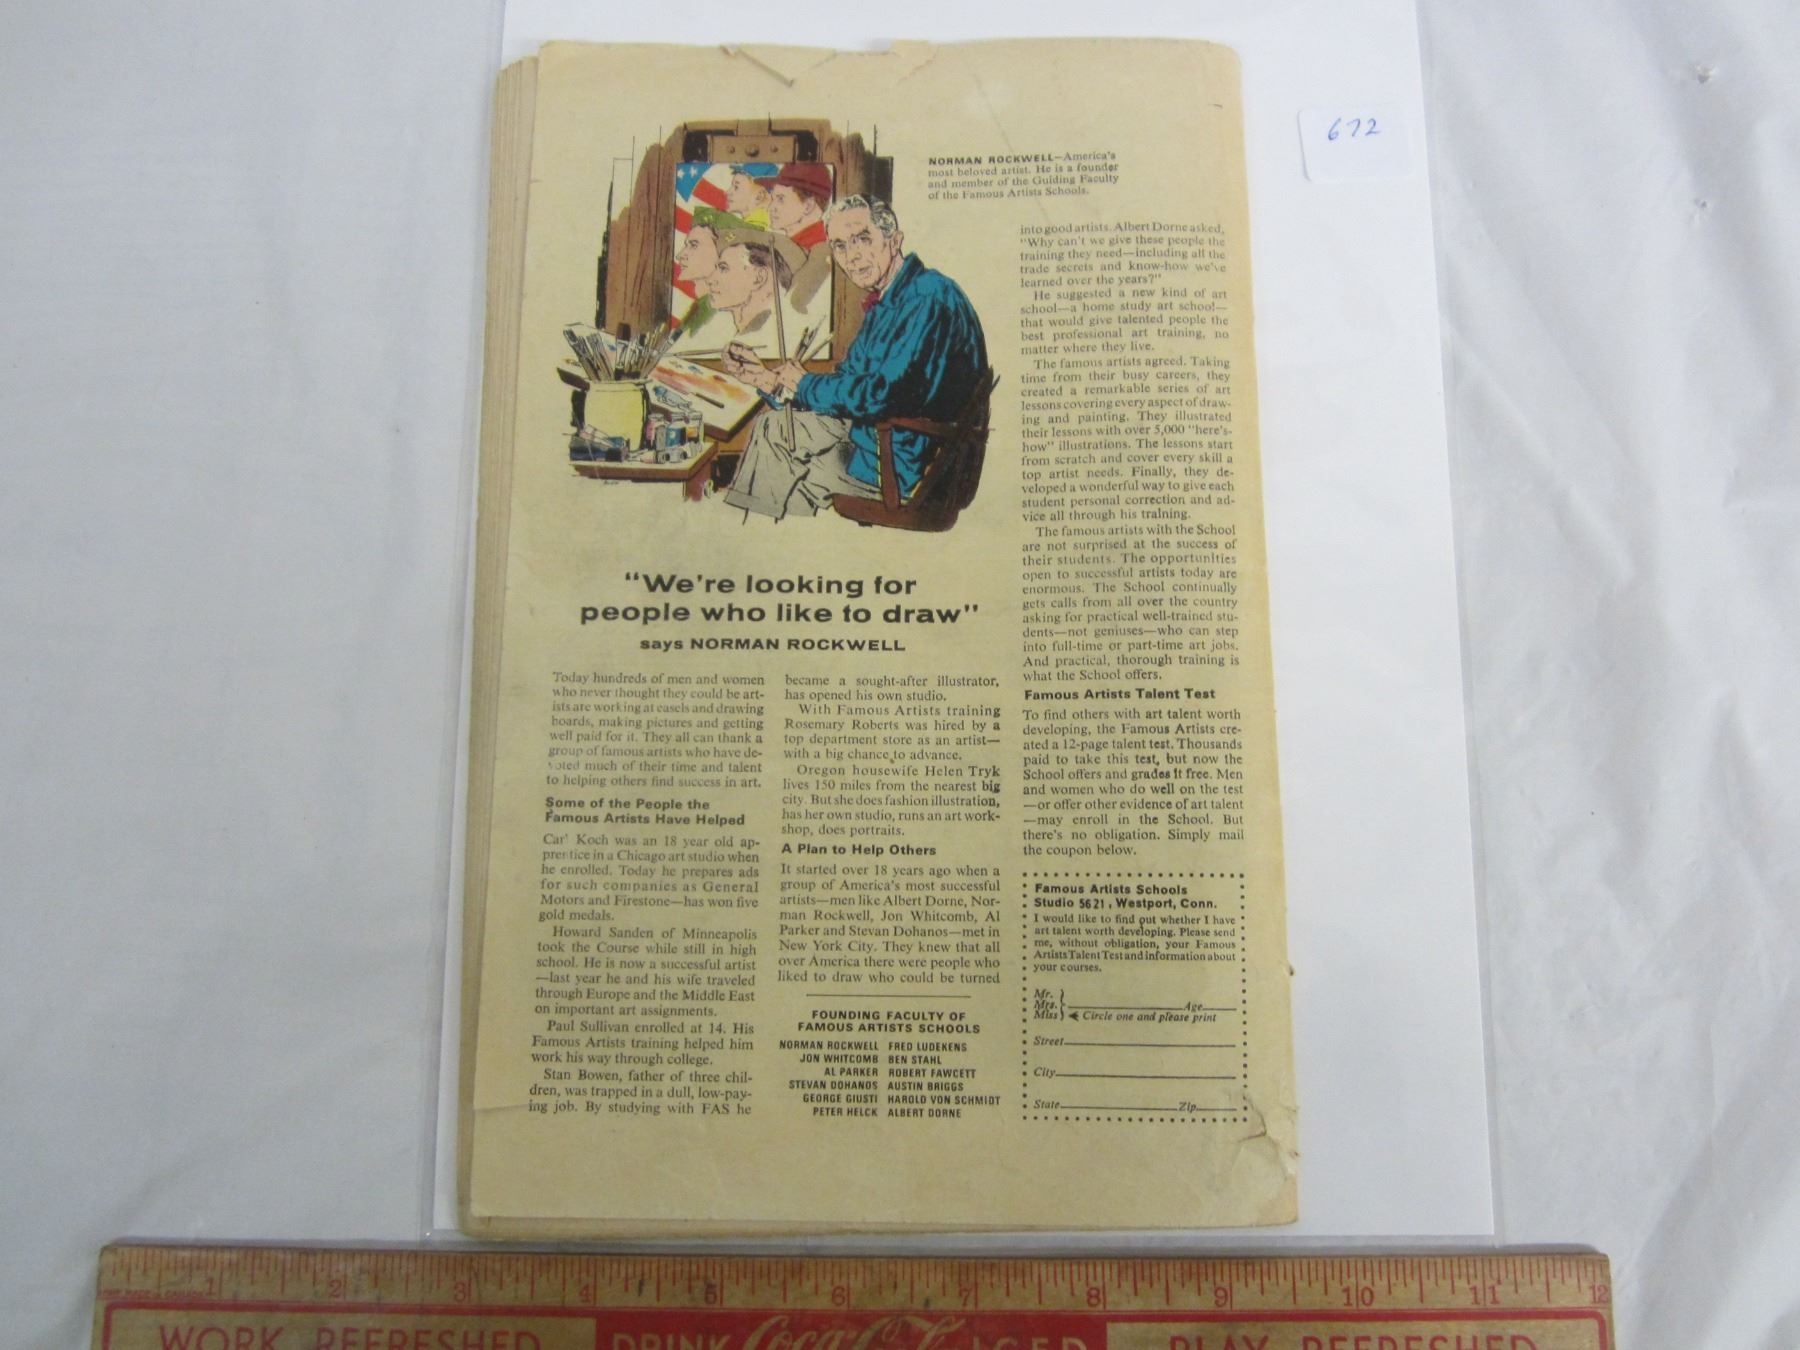 672
NORMAN ROCKWELL—America's
most beloved artist. He is a founder
and member of the Guiding Faculty
of the Famous Artists Schools.
"We're looking for
people who like to draw"
says NORMAN ROCKWELL
Today hundreds of men and women
who never thought they could be art-
ists are working at easels and drawing
boards, making pictures and getting
well paid for it. They all can thank a
group of famous artists who have de-
voted much of their time and talent
to helping others find success in art.
Some of the People the
Famous Artists Have Helped
Car' Koch was an 18 year old ap-
prentice in a Chicago art studio when
he enrolled. Today he prepares ads
for such companies as General
Motors and Firestone—has won five
gold medals.
Howard Sanden of Minneapolis
took the Course while still in high
school. He is now a successful artist
—last year he and his wife traveled
through Europe and the Middle East
on important art assignments.
Paul Sullivan enrolled at 14. His
Famous Artists training helped him
work his way through college.
Stan Bowen, father of three chil-
dren, was trapped in a dull, low-pay-
ing job. By studying with FAS he
became a sought-after illustrator,
has opened his own studio.
With Famous Artists training
Rosemary Roberts was hired by a
top department store as an artist—
with a big chance to advance.
Oregon housewife Helen Tryk
lives 150 miles from the nearest big
city. But she does fashion illustration,
has her own studio, runs an art work-
shop, does portraits.
A Plan to Help Others
It started over 18 years ago when a
group of America's most successful
artists—men like Albert Dorne, Nor-
man Rockwell, Jon Whitcomb, Al
Parker and Stevan Dohanos—met in
New York City. They knew that all
over America there were people who
liked to draw who could be turned
FOUNDING FACULTY OF
FAMOUS ARTISTS SCHOOLS
NORMAN ROCKWELL FRED LUDEKENS
JON WHITCOMB BEN STAHL
AL PARKER ROBERT FAWCETT
STEVAN DOHANOS AUSTIN BRIGGS
GEORGE GIUSTI HAROLD VON SCHMIDT
PETER HELCK ALBERT DORNE
into good artists. Albert Dorne asked,
"Why can't we give these people the
training they need—including all the
trade secrets and know-how we've
learned over the years?"
He suggested a new kind of art
school—a home study art school—
that would give talented people the
best professional art training, no
matter where they live.
The famous artists agreed. Taking
time from their busy careers, they
created a remarkable series of art
lessons covering every aspect of draw-
ing and painting. They illustrated
their lessons with over 5,000 "here's-
how" illustrations. The lessons start
from scratch and cover every skill a
top artist needs. Finally, they de-
veloped a wonderful way to give each
student personal correction and ad-
vice all through his training.
The famous artists with the School
are not surprised at the success of
their students. The opportunities
open to successful artists today are
enormous. The School continually
gets calls from all over the country
asking for practical well-trained stu-
dents—not geniuses—who can step
into full-time or part-time art jobs.
And practical, thorough training is
what the School offers.
Famous Artists Talent Test
To find others with art talent worth
developing, the Famous Artists cre-
ated a 12-page talent test. Thousands
paid to take this test, but now the
School offers and grades it free. Men
and women who do well on the test
—or offer other evidence of art talent
—may enroll in the School. But
there's no obligation. Simply mail
the coupon below.
Famous Artists Schools
Studio 5621, Westport, Conn.
I would like to find out whether I have
art talent worth developing. Please send
me, without obligation, your Famous
Artists Talent Test and information about
your courses.
Mr.
Mrs. Age
Miss Circle one and please print
Street
City
State Zip
1 2 3 4 5 6 7 8 9 10 11 12
WORK REFRESHED DRINK Coca-Cola ICED PLAY REFRESHED